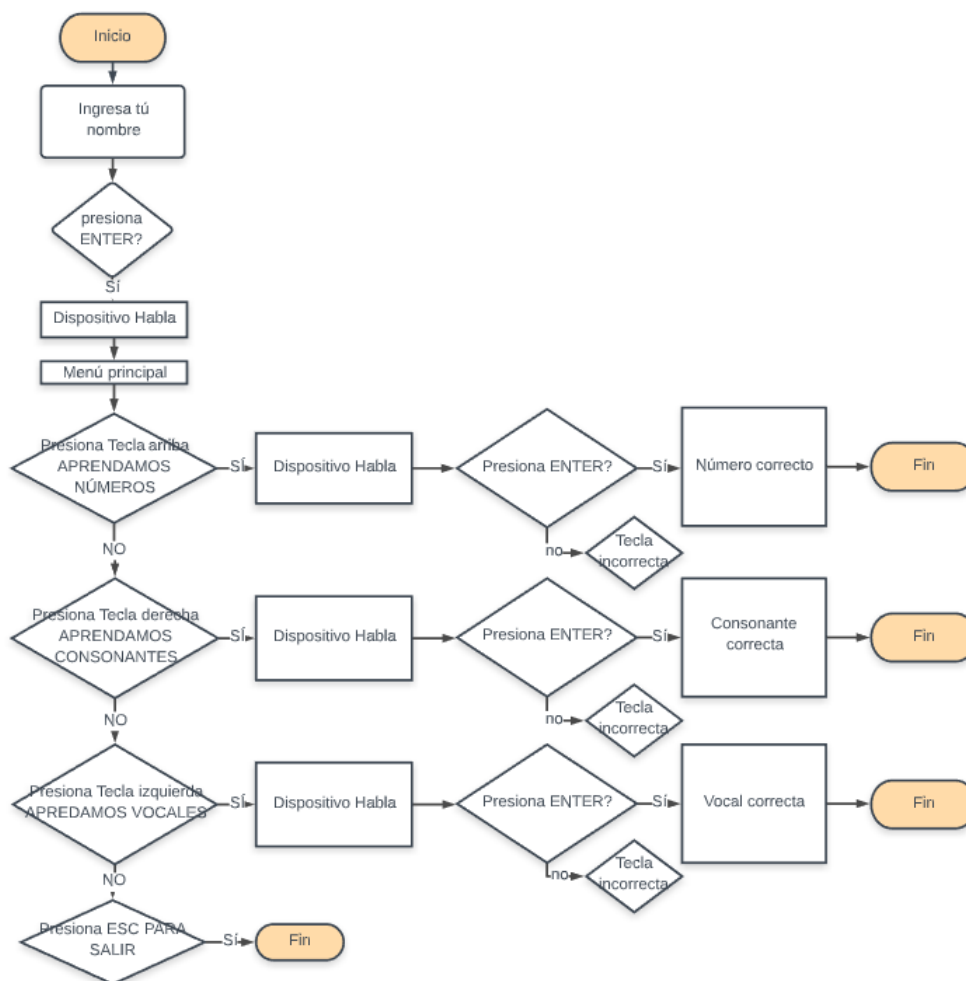 Inicio
Ingresa tú
nombre
presiona
ENTER?
Sí
Dispositivo Habla
Menú principal
Presiona Tecla arriba
APRENDAMOS
NÚMEROS
Sí
Dispositivo Habla
Presiona ENTER?
Sí
Número correcto
Fin
no
Tecla
incorrecta
NO
Presiona Tecla derecha
APRENDAMOS
CONSONANTES
Sí
Dispositivo Habla
Presiona ENTER?
Sí
Consonante
correcta
Fin
no
Tecla
incorrecta
NO
Presiona Tecla izquierda
APREDAMOS VOCALES
Sí
Dispositivo Habla
Presiona ENTER?
Sí
Vocal correcta
Fin
no
Tecla
incorrecta
NO
Presiona ESC PARA
SALIR
Sí
Fin